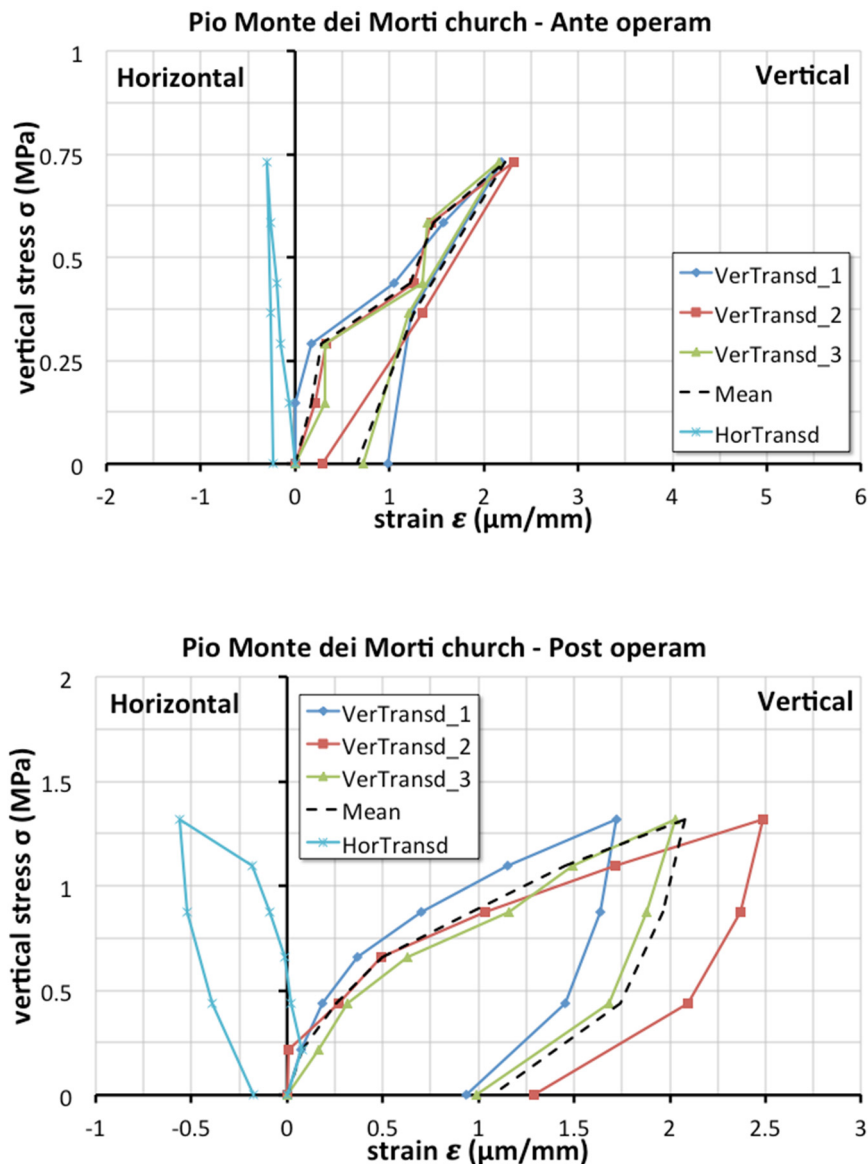 Pio Monte dei Morti church - Ante operam
1
Horizontal
Vertical
0.75
vertical stress σ (MPa)
0.5
VerTransd_1
VerTransd_2
0.25
VerTransd_3
Mean
HorTransd
0
-2 -1 0 1 2 3 4 5 6
strain ε (μm/mm)
Pio Monte dei Morti church - Post operam
2
Horizontal
Vertical
VerTransd_1
VerTransd_2
1.5
VerTransd_3
Mean
HorTransd
vertical stress σ (MPa)
1
0.5
0
-1 -0.5 0 0.5 1 1.5 2 2.5 3
strain ε (μm/mm)